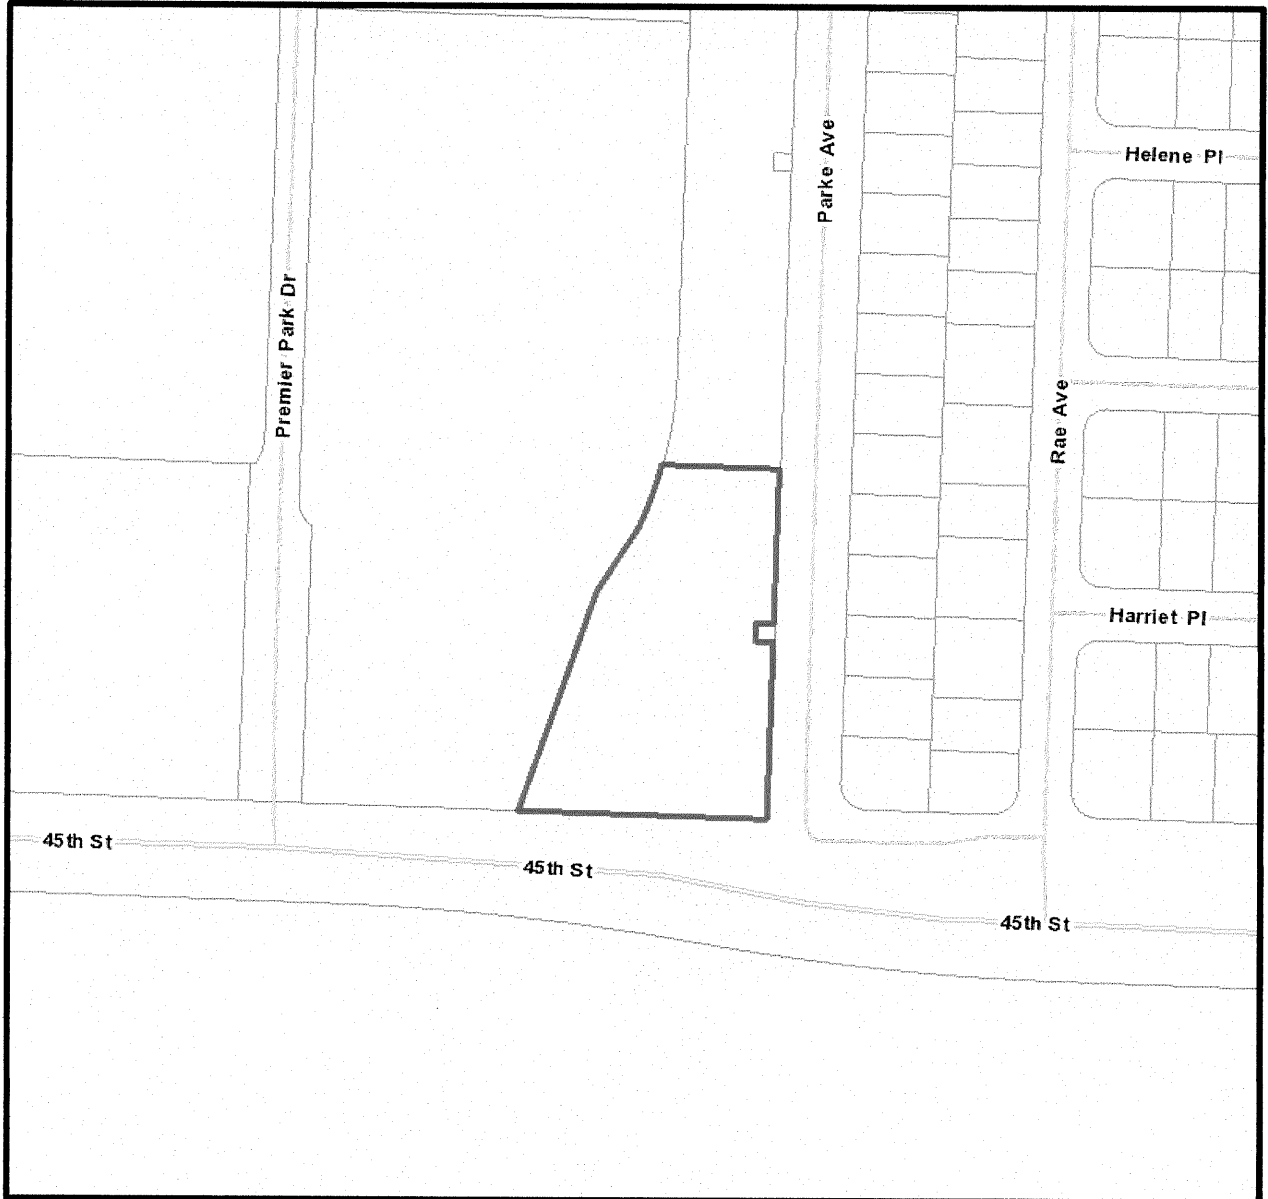 Helene Pl
Parke Ave
Premier Park Dr
Rae Ave
Harriet Pl
45th St
45th St
45th St